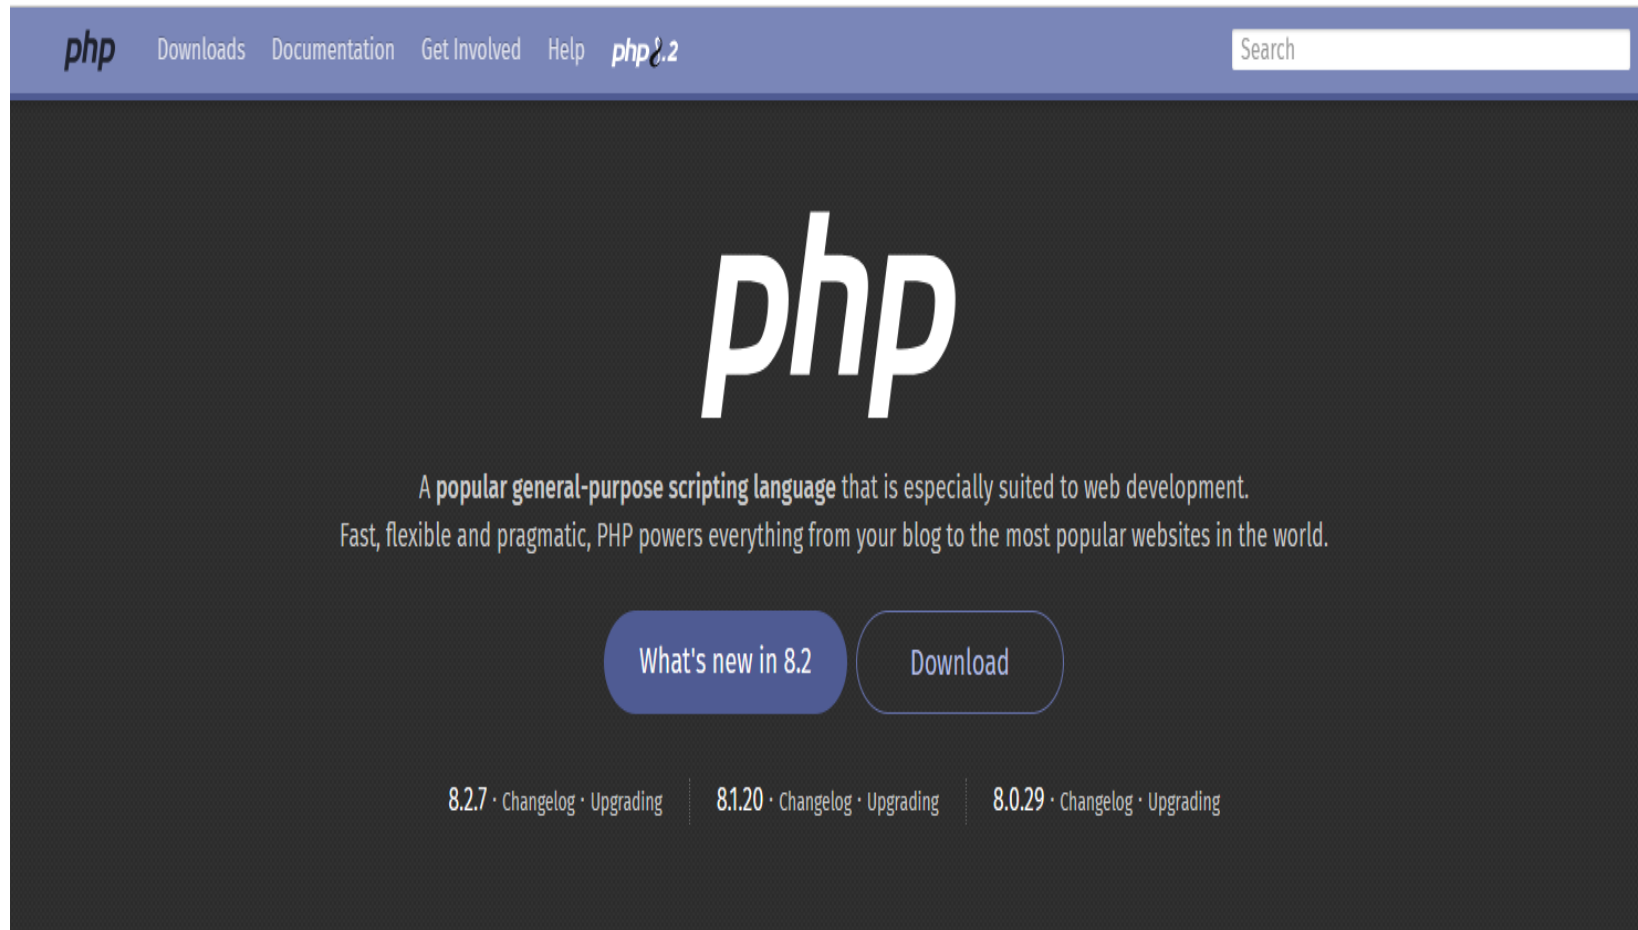 php Downloads Documentation Get Involved Help php8.2 Search
php
A popular general-purpose scripting language that is especially suited to web development.
Fast, flexible and pragmatic, PHP powers everything from your blog to the most popular websites in the world.
What's new in 8.2 Download
8.2.7 · Changelog · Upgrading 8.1.20 · Changelog · Upgrading 8.0.29 · Changelog · Upgrading